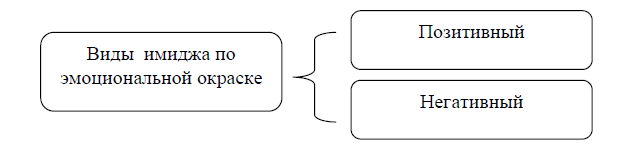 Виды имиджа по
эмоциональной окраске
Позитивный
Негативный